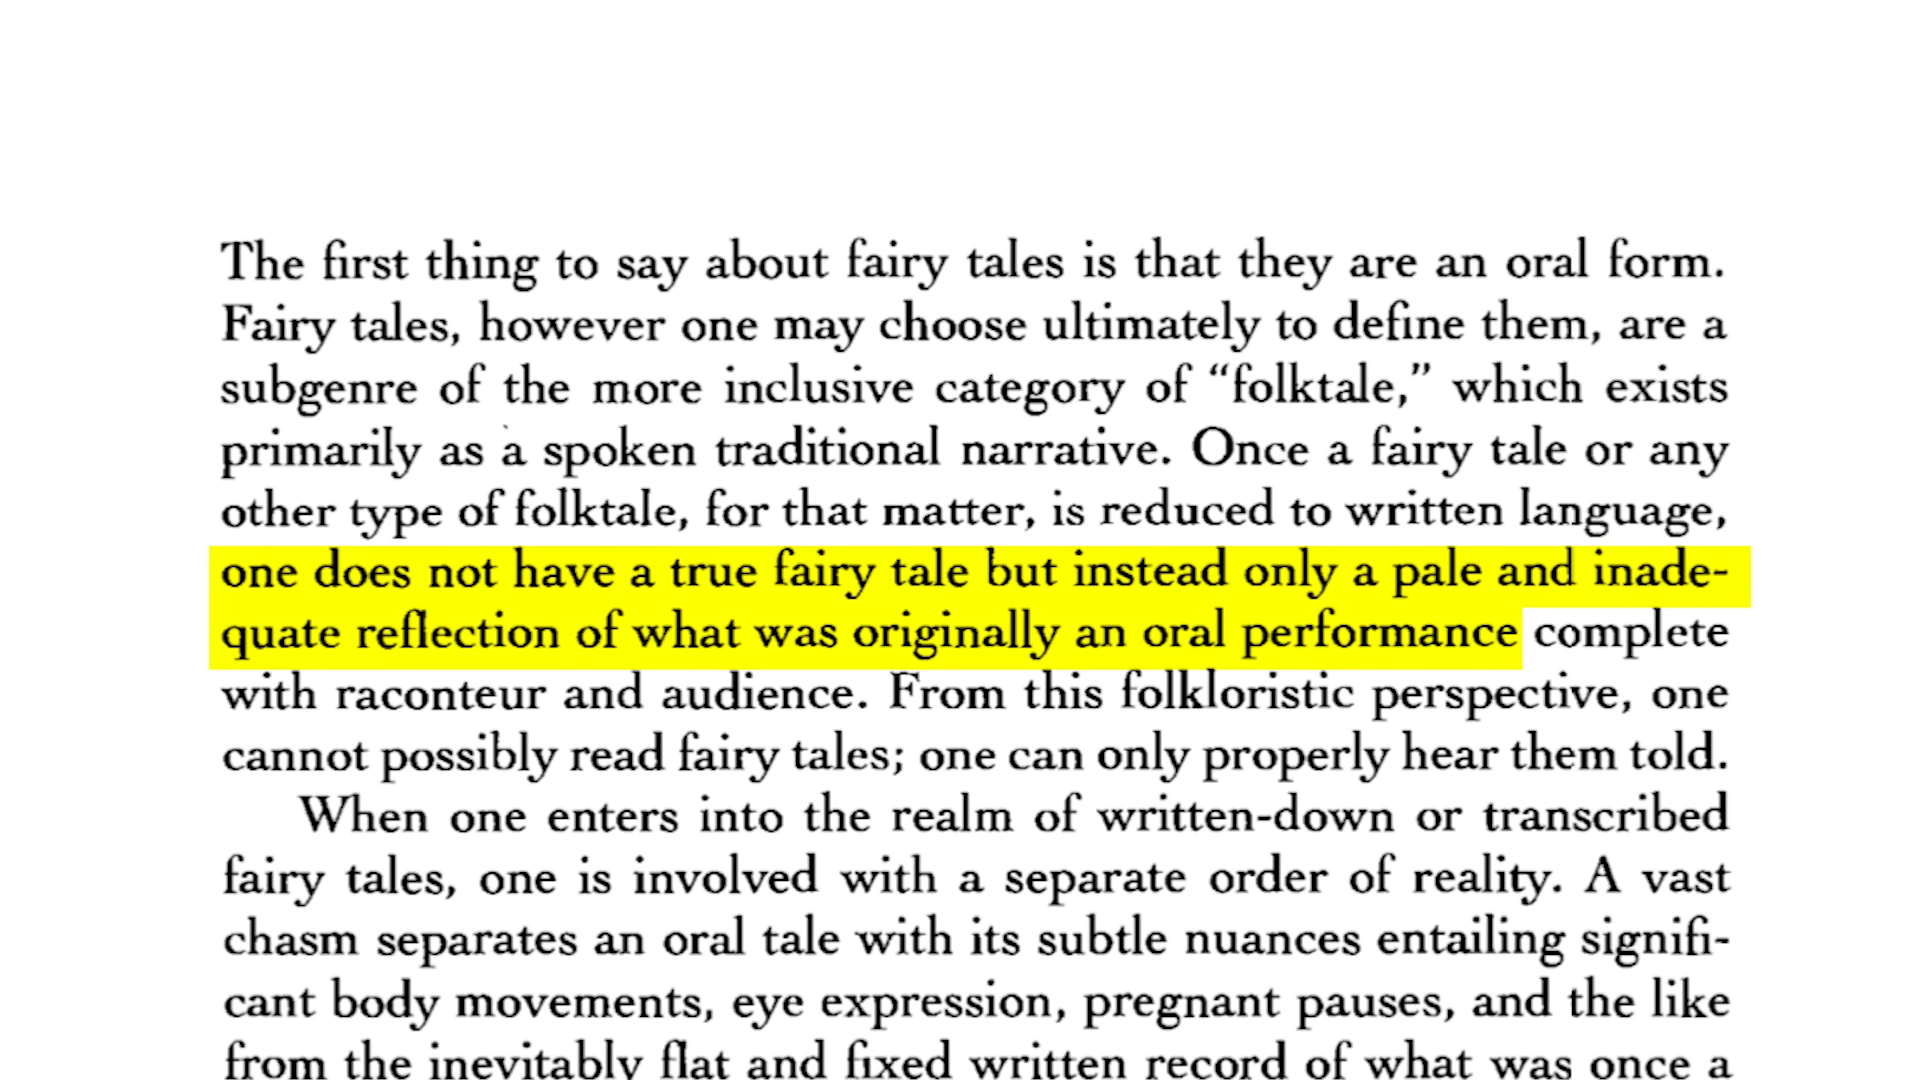 The first thing to say about fairy tales is that they are an oral form.
Fairy tales, however one may choose ultimately to define them, are a
subgenre of the more inclusive category of “folktale,” which exists
primarily as a spoken traditional narrative. Once a fairy tale or any
other type of folktale, for that matter, is reduced to written language,
one does not have a true fairy tale but instead only a pale and inade-
quate reflection of what was originally an oral performance complete
with raconteur and audience. From this folkloristic perspective, one
cannot possibly read fairy tales; one can only properly hear them told.
When one enters into the realm of written-down or transcribed
fairy tales, one is involved with a separate order of reality. A vast
chasm separates an oral tale with its subtle nuances entailing signifi-
cant body movements, eye expression, pregnant pauses, and the like
from the inevitably flat and fixed written record of what was once a